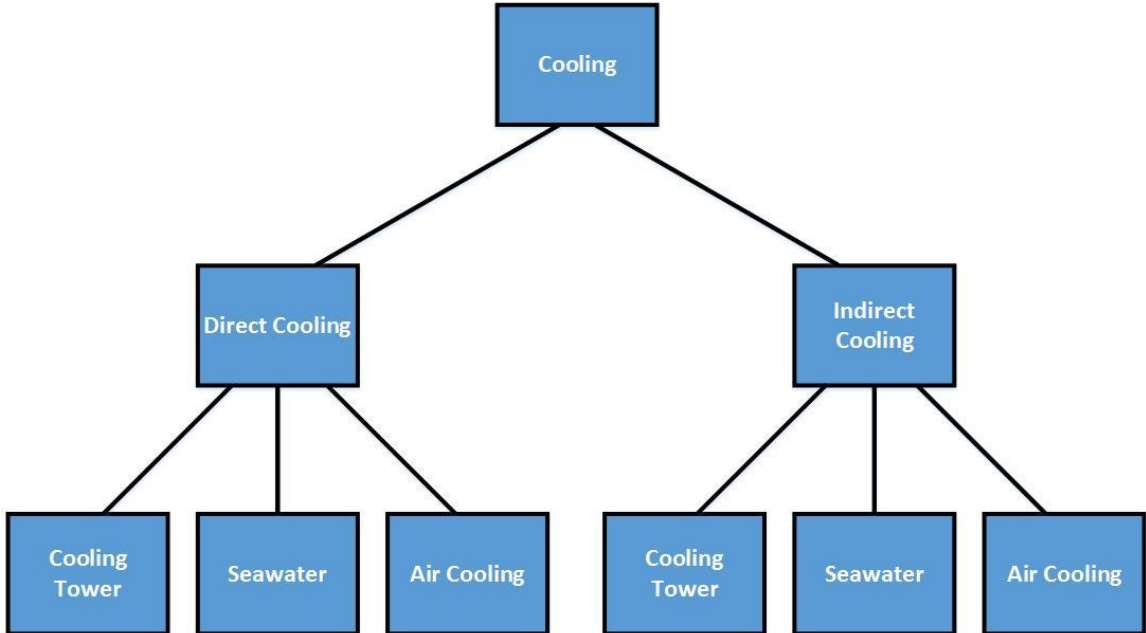 Cooling
Direct Cooling
Indirect
Cooling
Cooling
Tower
Seawater
Air Cooling
Cooling
Tower
Seawater
Air Cooling